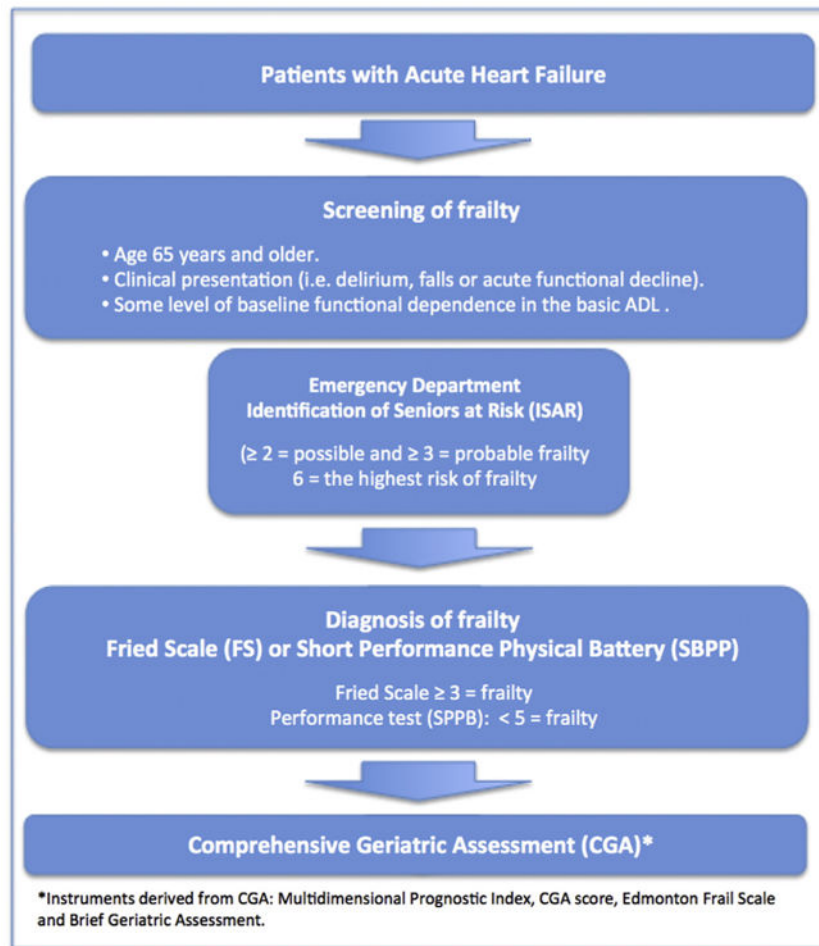 Patients with Acute Heart Failure
Screening of frailty
• Age 65 years and older.
• Clinical presentation (i.e. delirium, falls or acute functional decline).
• Some level of baseline functional dependence in the basic ADL .
Emergency Department
Identification of Seniors at Risk (ISAR)
(≥ 2 = possible and ≥ 3 = probable frailty
6 = the highest risk of frailty
Diagnosis of frailty
Fried Scale (FS) or Short Performance Physical Battery (SBPP)
Fried Scale ≥ 3 = frailty
Performance test (SPPB):  < 5 = frailty
Comprehensive Geriatric Assessment (CGA)*
*Instruments derived from CGA: Multidimensional Prognostic Index, CGA score, Edmonton Frail Scale
and Brief Geriatric Assessment.